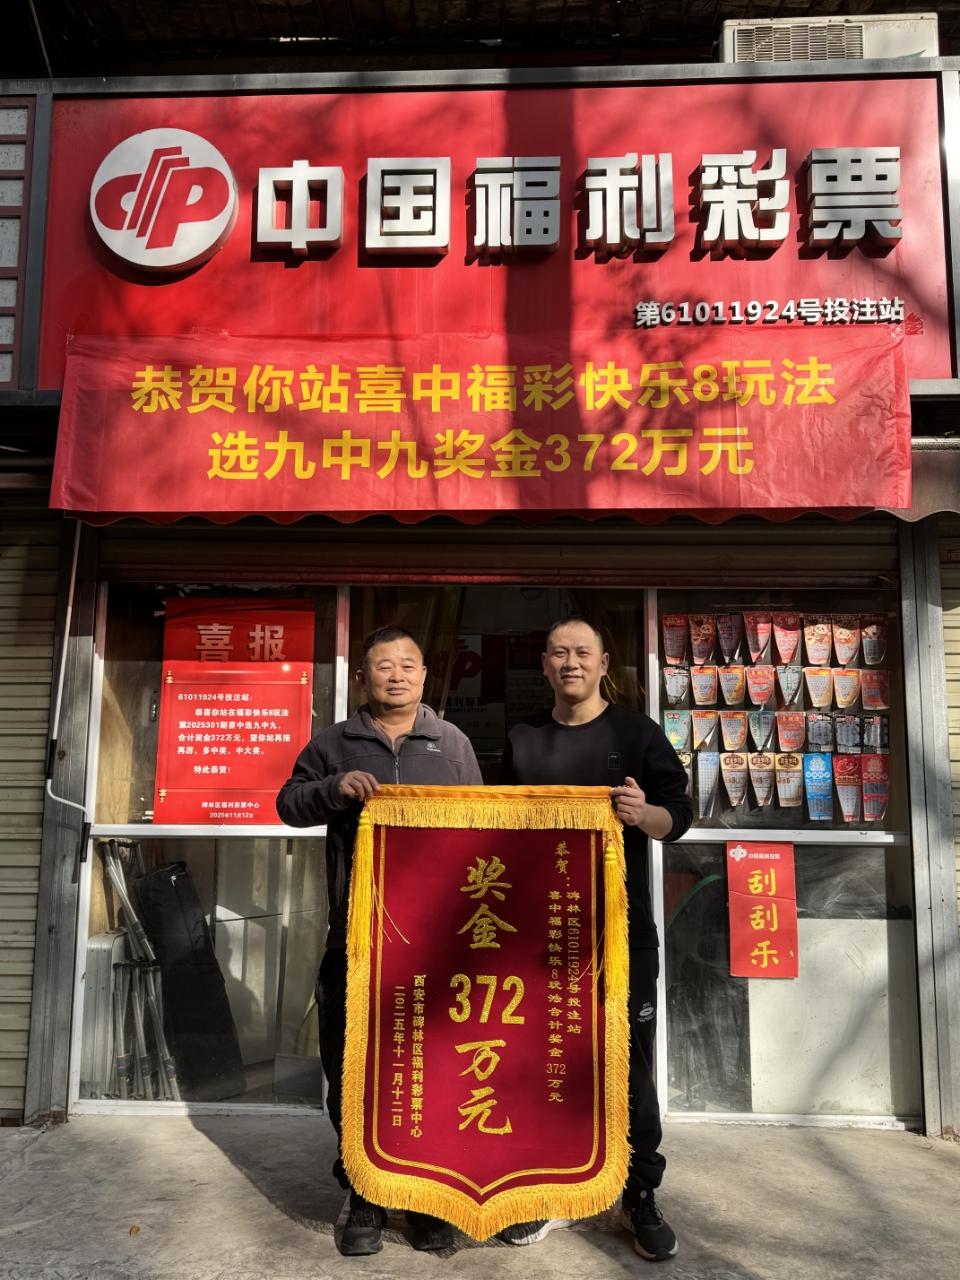 中国福利彩票
第61011924号投注站
恭贺你站喜中福彩快乐8玩法
选九中九奖金372万元
喜报
61011924号投注站：
恭喜你站在福彩快乐8玩法
第2025301期喜中选九中九，
合计奖金372万元，望你站再接
再厉，多中奖、中大奖。
特此恭贺！
碑林区福利彩票中心
2025年11月12日
恭贺：
碑林区61011924号投注站
喜中福彩快乐8玩法合计奖金372万元
奖金
372
万元
西安市碑林区福利彩票中心
二〇二五年十一月十二日
中国福利彩票
刮刮乐